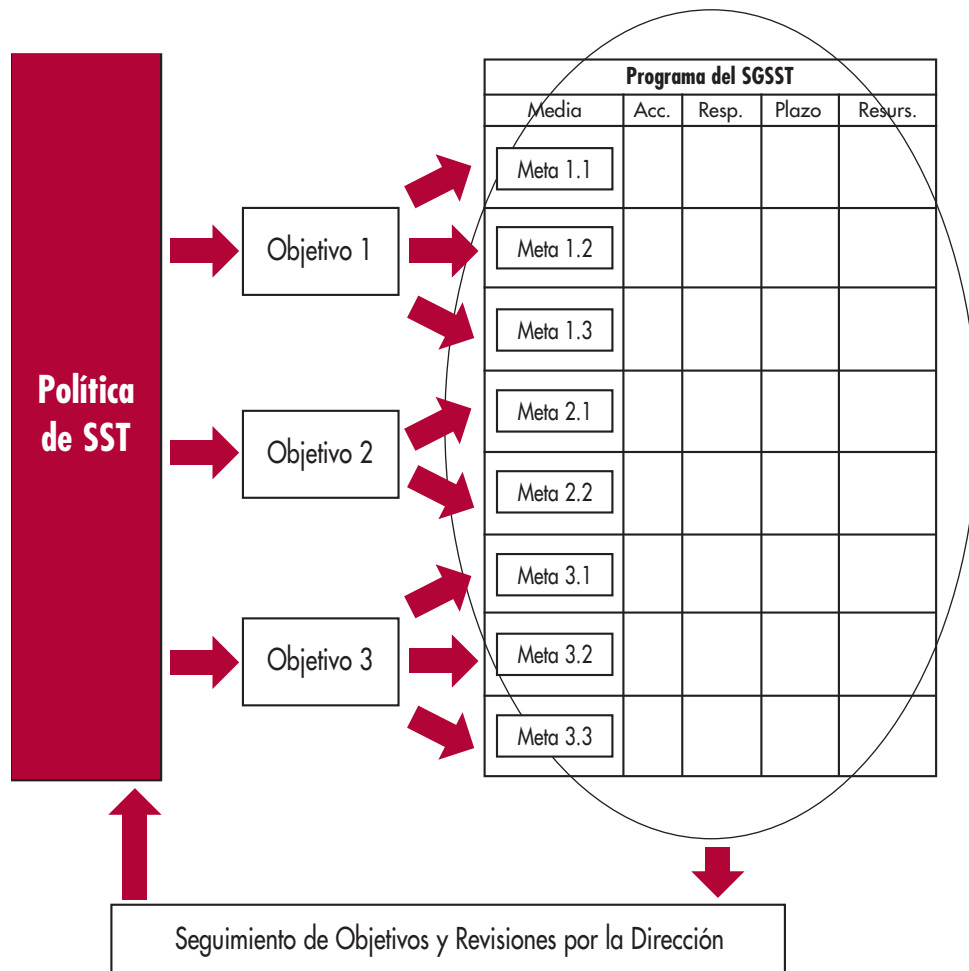 Política
de SST
Objetivo 1
Objetivo 2
Objetivo 3
Programa del SGSST
Media Acc. Resp. Plazo Resurs.
Meta 1.1
Meta 1.2
Meta 1.3
Meta 2.1
Meta 2.2
Meta 3.1
Meta 3.2
Meta 3.3
Seguimiento de Objetivos y Revisiones por la Dirección